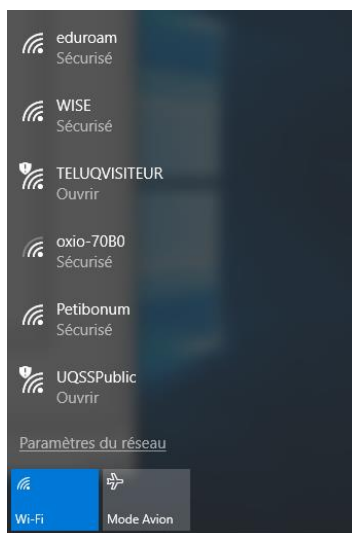 eduroam
Sécurisé
WISE
Sécurisé
TELUQVISITEUR
Ouvrir
oxio-70B0
Sécurisé
Petibonum
Sécurisé
UQSSPublic
Ouvrir
Paramètres du réseau
Wi-Fi
Mode Avion